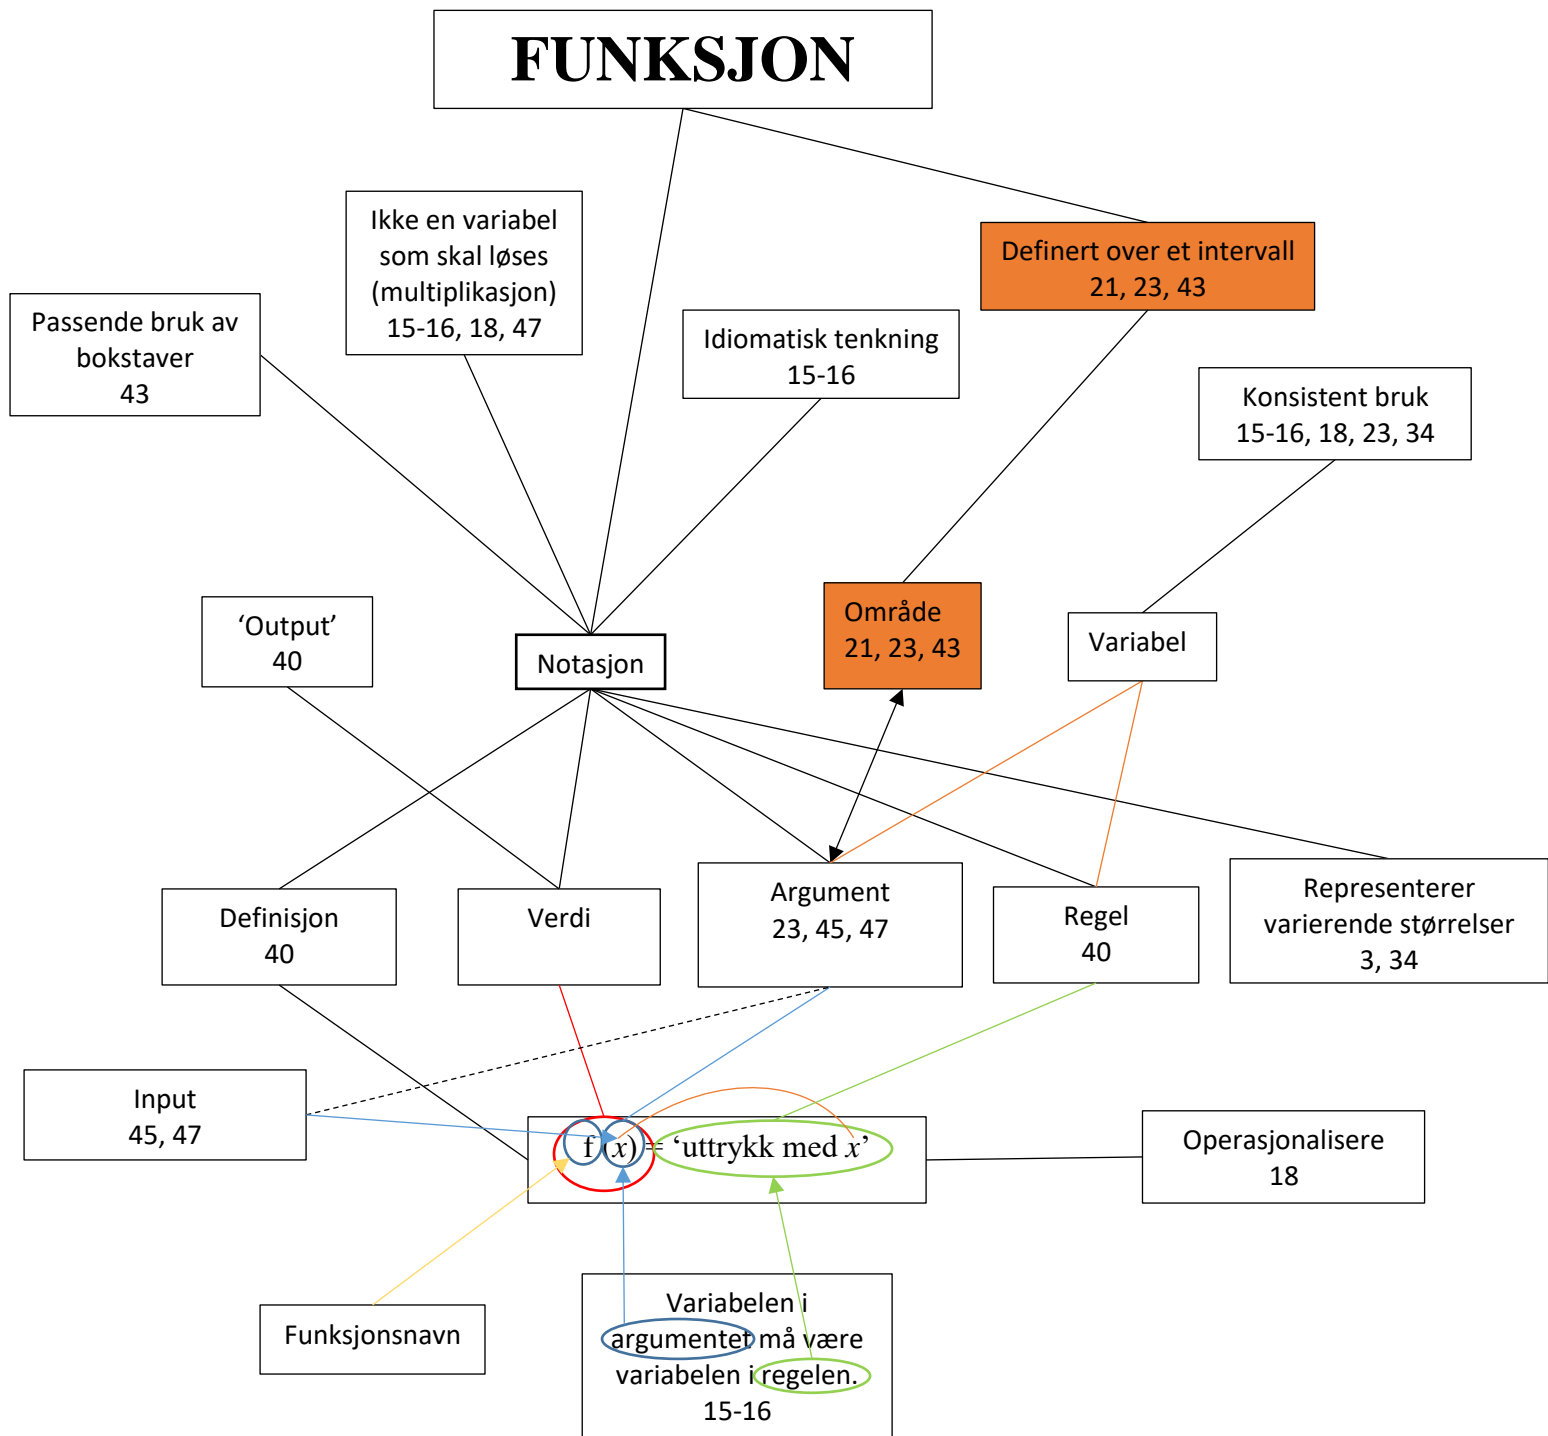 FUNKSJON
Ikke en variabel
som skal løses
(multiplikasjon)
15-16, 18, 47
Definert over et intervall
21, 23, 43
Passende bruk av
bokstaver
43
Idiomatisk tenkning
15-16
Konsistent bruk
15-16, 18, 23, 34
‘Output’
40
Notasjon
Område
21, 23, 43
Variabel
Definisjon
40
Verdi
Argument
23, 45, 47
Regel
40
Representerer
varierende størrelser
3, 34
Input
45, 47
f (x) = ‘uttrykk med x’
Operasjonalisere
18
Funksjonsnavn
Variabelen i
argumentet må være
variabelen i regelen.
15-16